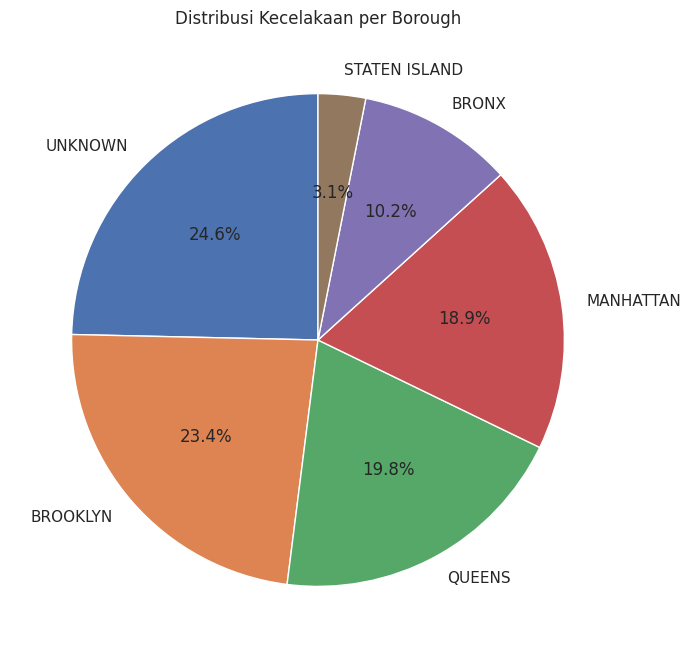 Distribusi Kecelakaan per Borough
STATEN ISLAND
BRONX
UNKNOWN
3.1%
10.2%
24.6%
MANHATTAN
18.9%
23.4%
19.8%
BROOKLYN
QUEENS